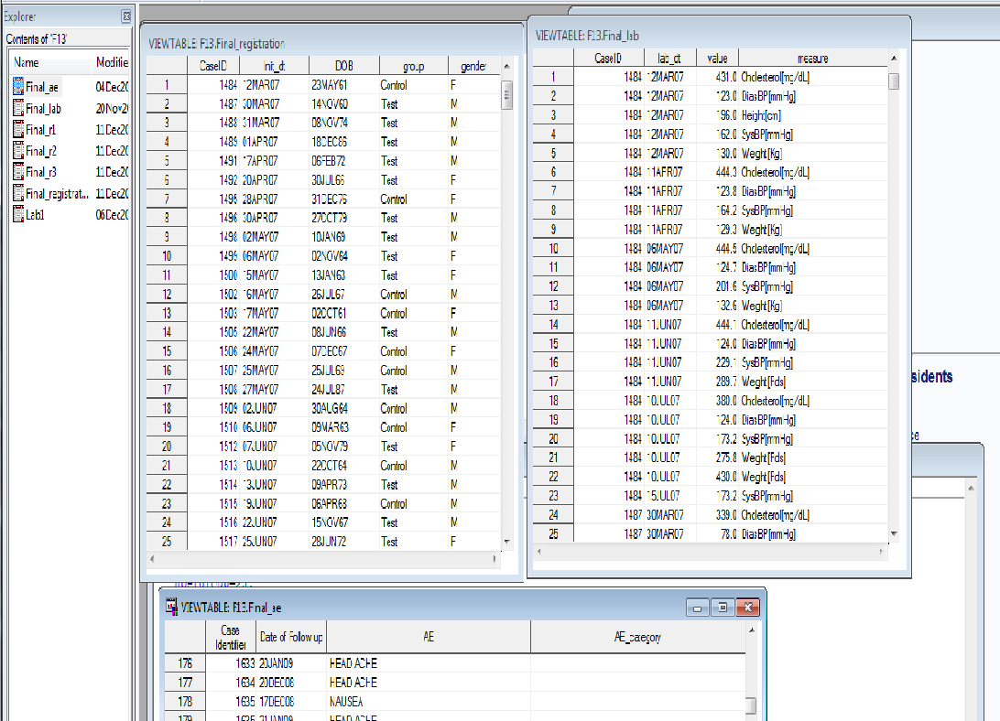 Explorer
Contents of 'F13'
Name Modifie
Final_ae 04Dec20
Final_lab 20Nov20
Final_r1 11Dec20
Final_r2 11Dec20
Final_r3 11Dec20
Final_registrat... 11Dec20
Lab1 06Dec20
VIEWTABLE: F13.Final_registration
CaseID Init_dt DOB group gender
1 1484 12MAR07 23MAY61 Control F
2 1487 30MAR07 14NOV60 Test M
3 1488 31MAR07 08NOV74 Test M
4 1489 01APR07 18DEC86 Test M
5 1491 17APR07 06FEB72 Test M
6 1492 20APR07 30JUL66 Test F
7 1495 28APR07 31DEC76 Control F
8 1496 30APR07 27OCT79 Test M
9 1498 02MAY07 10JAN69 Test M
10 1499 06MAY07 02NOV64 Test F
11 1500 15MAY07 13JAN63 Test F
12 1502 16MAY07 26JUL67 Control M
13 1503 17MAY07 02OCT61 Control F
14 1505 22MAY07 08JUN66 Test M
15 1506 24MAY07 07DEC67 Control F
16 1507 25MAY07 25JUL69 Control M
17 1508 27MAY07 24JUL87 Test M
18 1509 02JUN07 30AUG64 Control M
19 1510 06JUN07 09MAR63 Control F
20 1512 07JUN07 05NOV79 Test F
21 1513 10JUN07 22OCT64 Control M
22 1514 13JUN07 09APR73 Test M
23 1515 19JUN07 06APR68 Control M
24 1516 22JUN07 15NOV67 Test M
25 1517 25JUN07 28JUN72 Test F
VIEWTABLE: F13.Final_lab
CaseID lab_dt value measure
1 1484 12MAR07 431.0 Cholesterol[mg/dL]
2 1484 12MAR07 123.0 DiasBP[mmHg]
3 1484 12MAR07 196.0 Height[cm]
4 1484 12MAR07 162.0 SysBP[mmHg]
5 1484 12MAR07 130.0 Weight[Kg]
6 1484 11APR07 444.3 Cholesterol[mg/dL]
7 1484 11APR07 123.8 DiasBP[mmHg]
8 1484 11APR07 164.2 SysBP[mmHg]
9 1484 11APR07 129.3 Weight[Kg]
10 1484 06MAY07 444.5 Cholesterol[mg/dL]
11 1484 06MAY07 124.7 DiasBP[mmHg]
12 1484 06MAY07 201.6 SysBP[mmHg]
13 1484 06MAY07 132.6 Weight[Kg]
14 1484 11JUN07 444.1 Cholesterol[mg/dL]
15 1484 11JUN07 124.0 DiasBP[mmHg]
16 1484 11JUN07 229.1 SysBP[mmHg]
17 1484 11JUN07 289.7 Weight[Pds]
18 1484 10JUL07 380.0 Cholesterol[mg/dL]
19 1484 10JUL07 124.0 DiasBP[mmHg]
20 1484 10JUL07 173.2 SysBP[mmHg]
21 1484 10JUL07 275.8 Weight[Pds]
22 1484 10JUL07 430.0 Weight[Pds]
23 1484 15JUL07 173.2 SysBP[mmHg]
24 1487 30MAR07 339.0 Cholesterol[mg/dL]
25 1487 30MAR07 78.0 DiasBP[mmHg]
sidents
ce
VIEWTABLE: F13.Final_ae
Case Identifier Date of Follow up AE AE_category
176 1633 20JAN09 HEADACHE
177 1634 20DEC08 HEADACHE
178 1635 17DEC08 NAUSEA
179 1635 21JAN09 HEADACHE